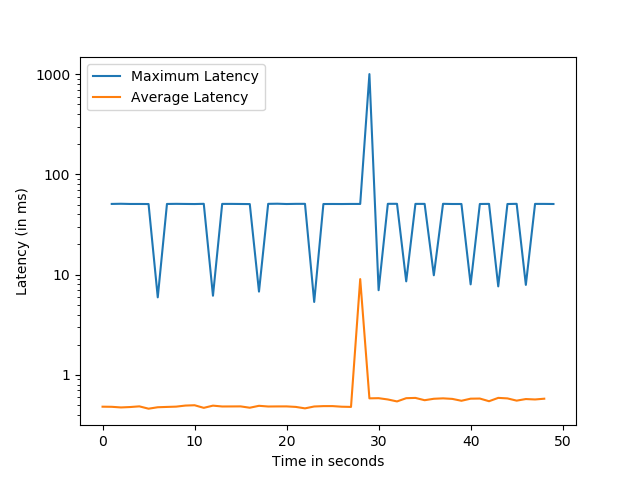 Maximum Latency
Average Latency
1000
100
10
1
Latency (in ms)
0 10 20 30 40 50
Time in seconds